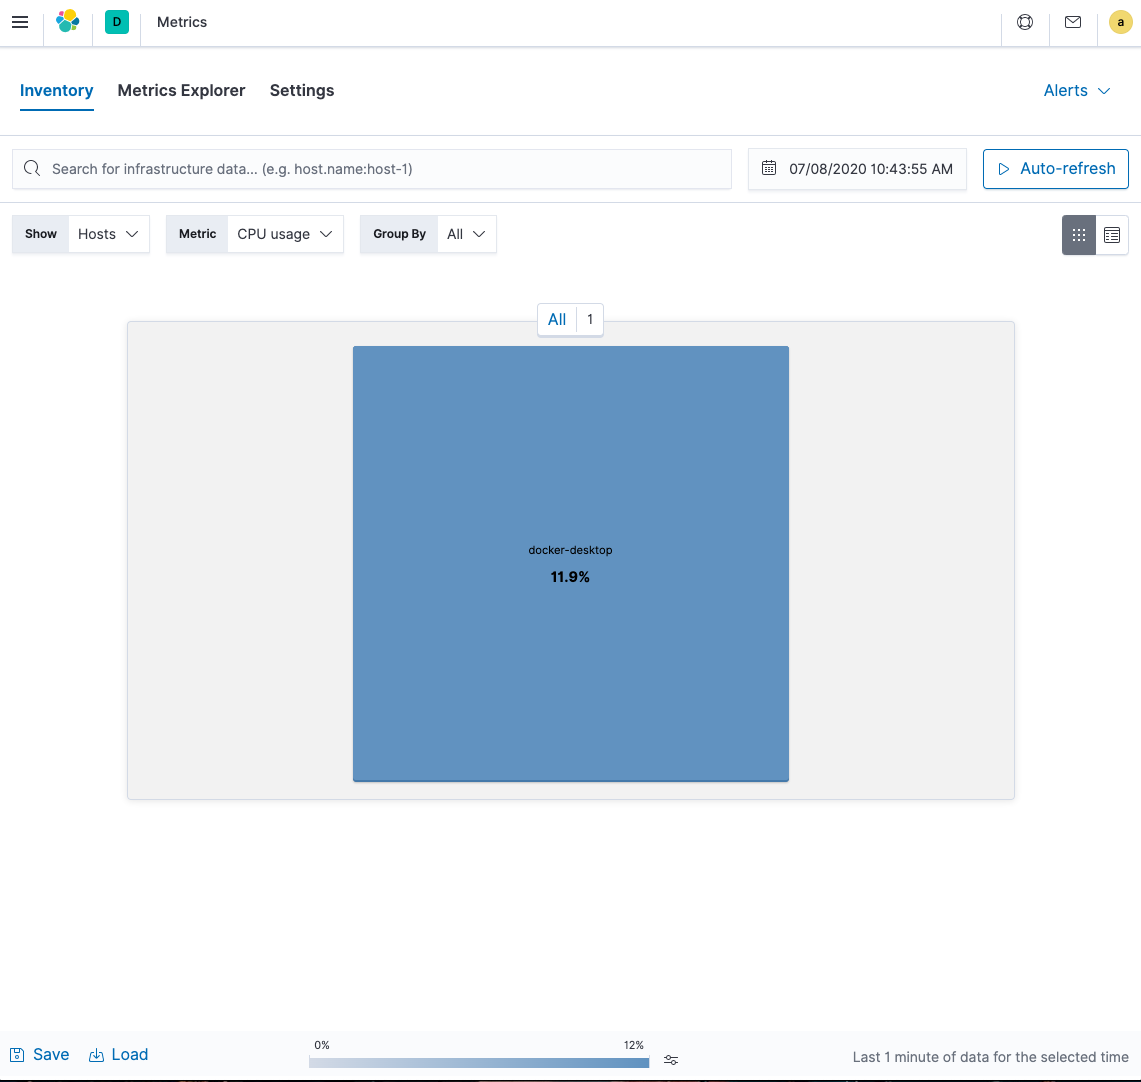 D Metrics a
Inventory Metrics Explorer Settings Alerts
Search for infrastructure data... (e.g. host.name:host-1) 07/08/2020 10:43:55 AM Auto-refresh
Show Hosts Metric CPU usage Group By All
All 1
docker-desktop
11.9%
0% 12%
Save Load Last 1 minute of data for the selected time